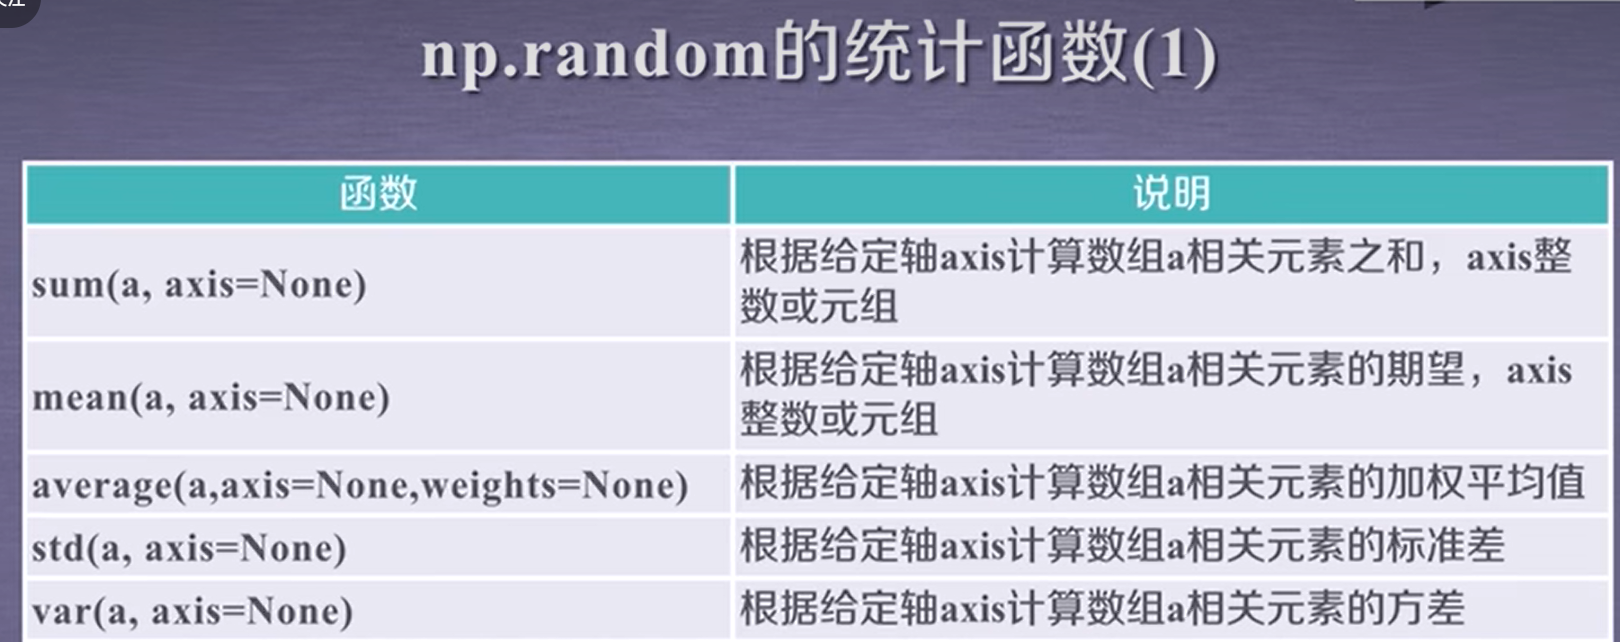 np.random的统计函数(1)
函数
说明
sum(a, axis=None)
根据给定轴axis计算数组a相关元素之和，axis整
数或元组
mean(a, axis=None)
根据给定轴axis计算数组a相关元素的期望，axis
整数或元组
average(a,axis=None,weights=None)
根据给定轴axis计算数组a相关元素的加权平均值
std(a, axis=None)
根据给定轴axis计算数组a相关元素的标准差
var(a, axis=None)
根据给定轴axis计算数组a相关元素的方差